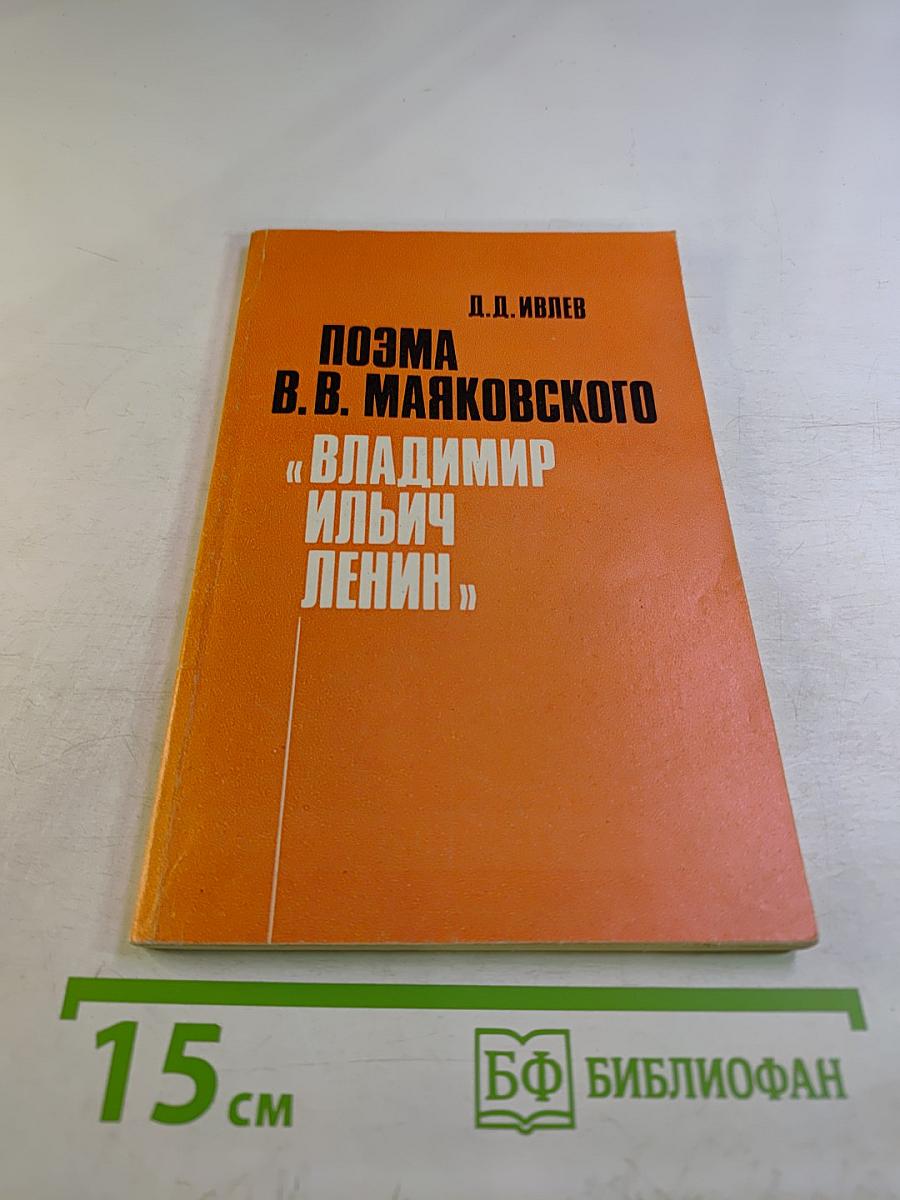 Д.Д. ИВЛЕВ
ПОЭМА
В.В. МАЯКОВСКОГО
«ВЛАДИМИР
ИЛЬИЧ
ЛЕНИН»
15 см
БФ БИБЛИОФАН